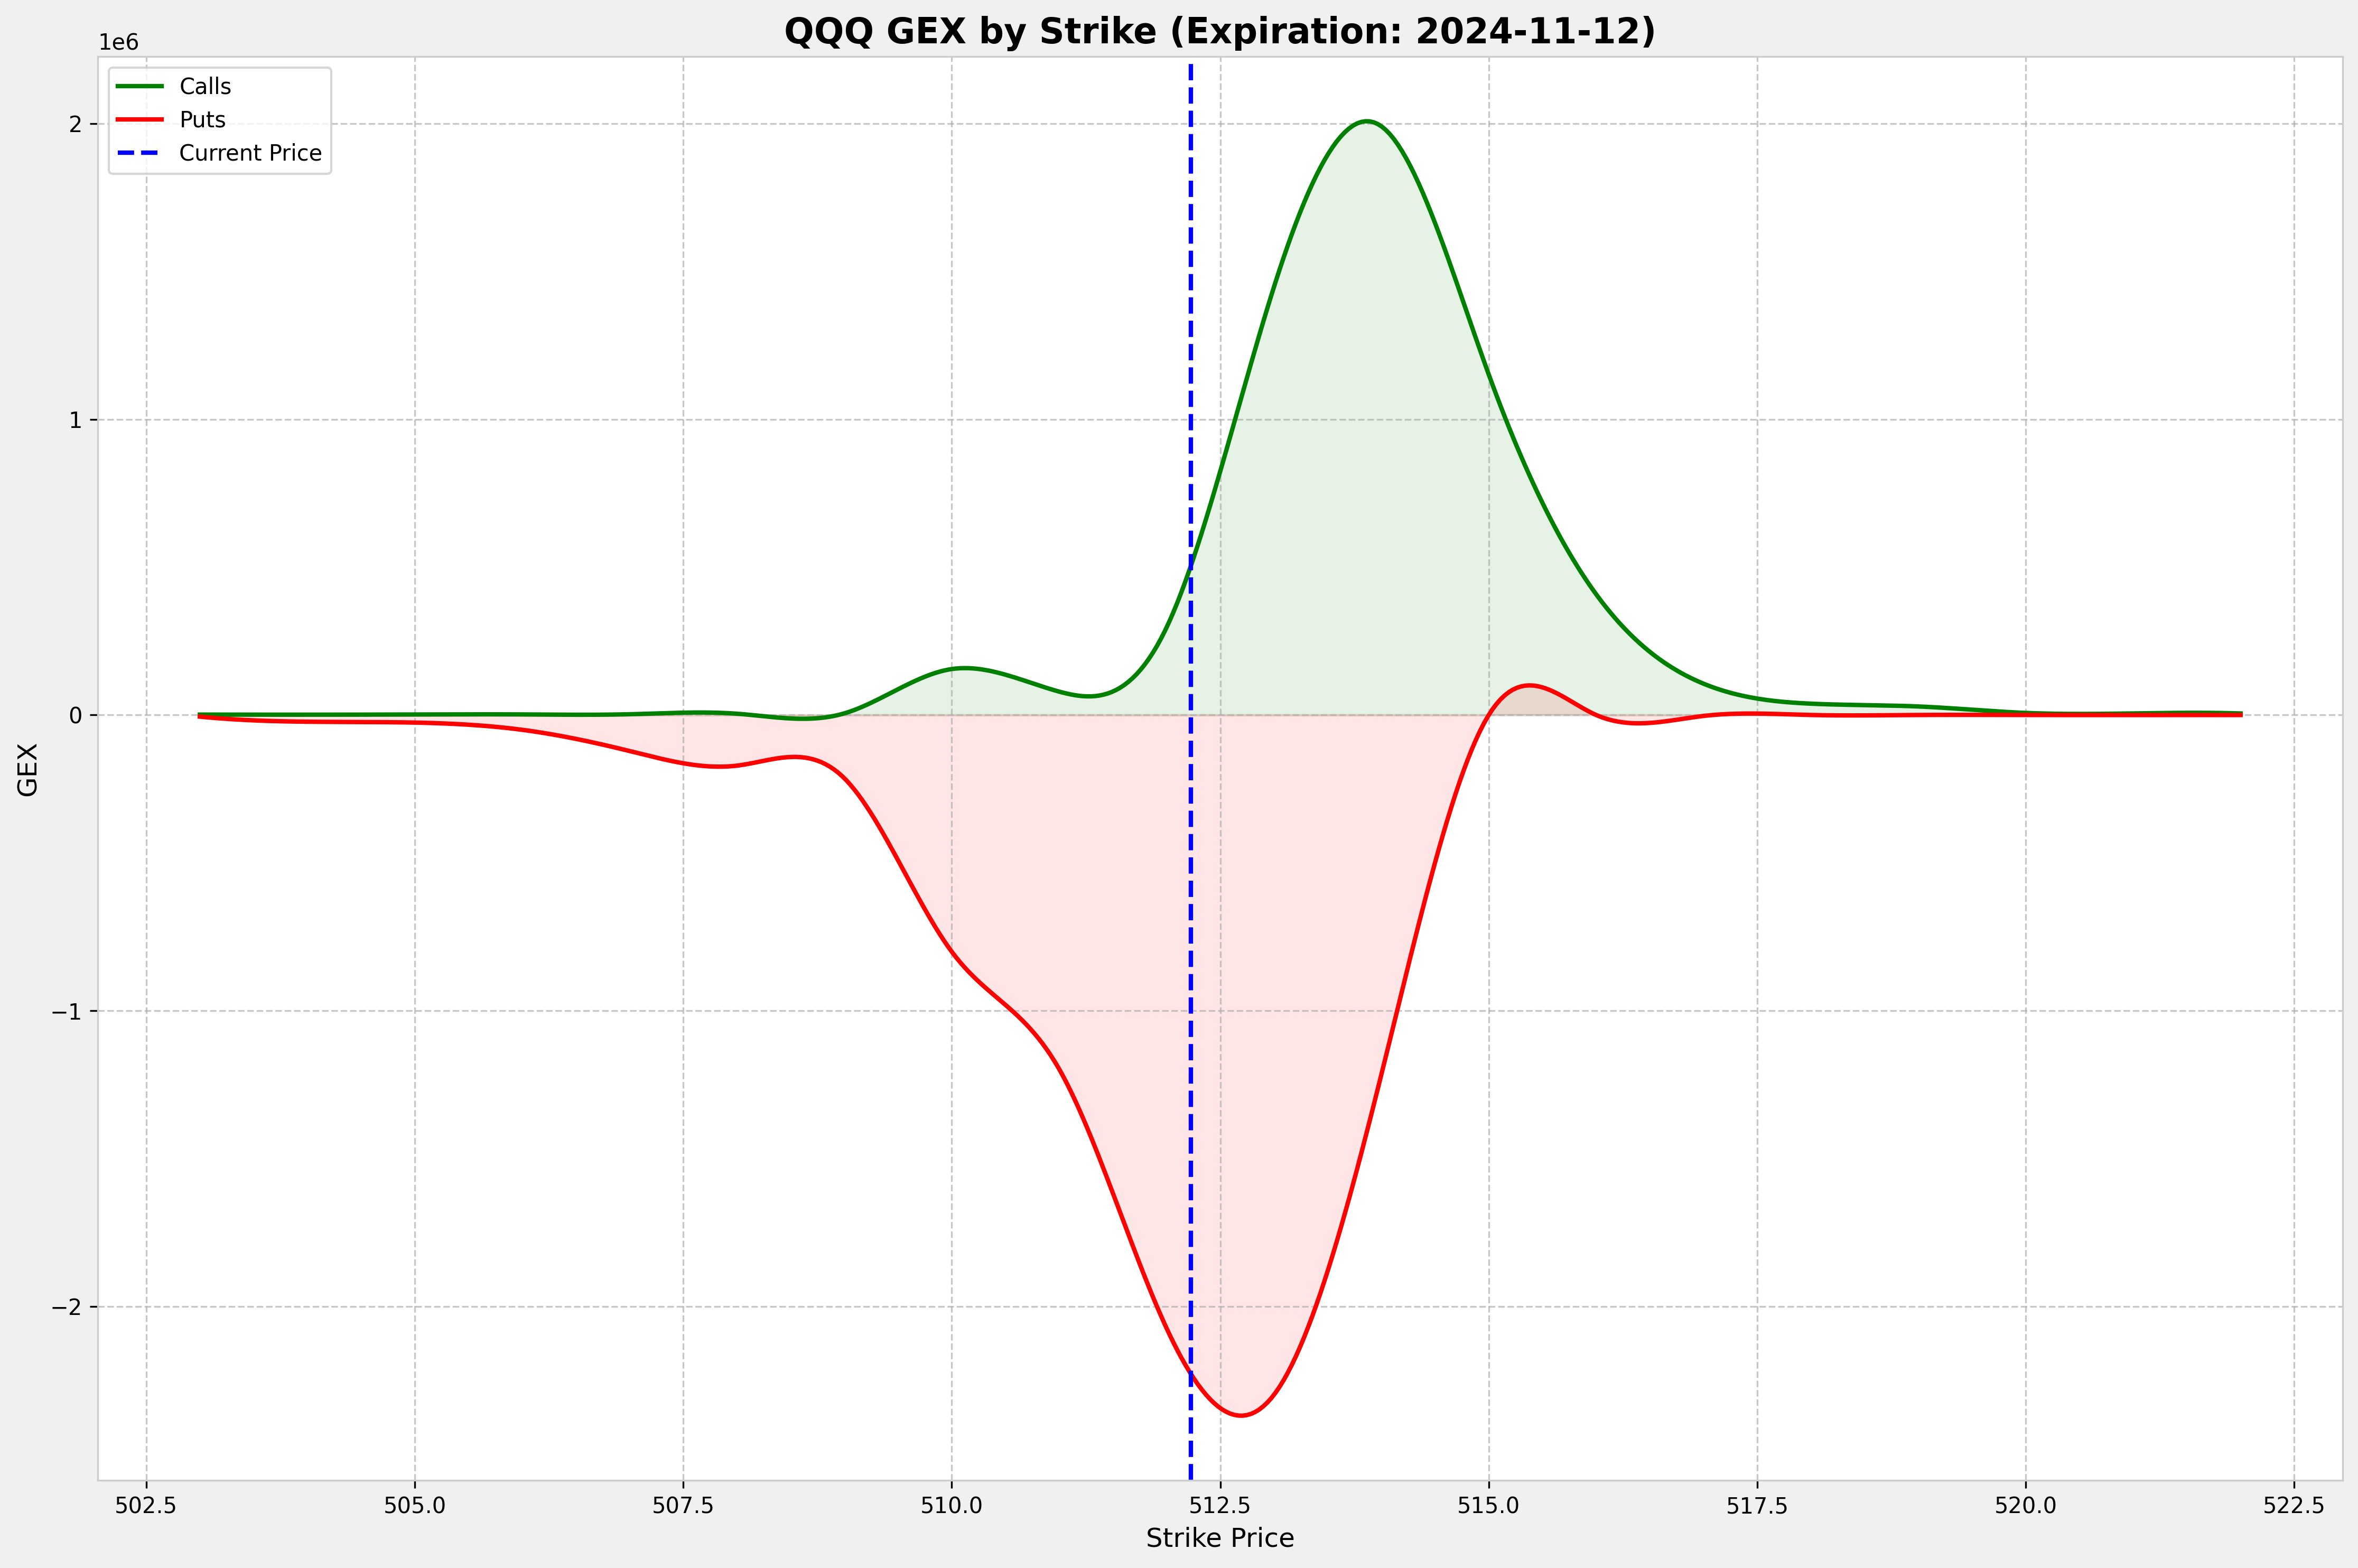 QQQ GEX by Strike (Expiration: 2024-11-12)
1e6
Calls
Puts
Current Price
2
1
0
−1
−2
GEX
502.5 505.0 507.5 510.0 512.5 515.0 517.5 520.0 522.5
Strike Price